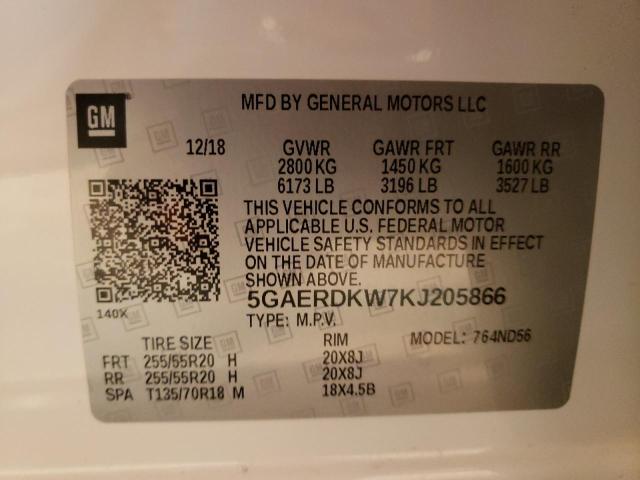 GM
MFD BY GENERAL MOTORS LLC
12/18 GVWR GAWR FRT GAWR RR
2800 KG 1450 KG 1600 KG
6173 LB 3196 LB 3527 LB
THIS VEHICLE CONFORMS TO ALL
APPLICABLE U.S. FEDERAL MOTOR
VEHICLE SAFETY STANDARDS IN EFFECT
ON THE DATE OF MANUFACTURE
SHOWN ABOVE.
5GAERDKW7KJ205866
140X
TYPE: M.P.V.
TIRE SIZE RIM MODEL: 764ND56
FRT 255/55R20 H 20X8J
RR 255/55R20 H 20X8J
SPA T135/70R18 M 18X4.5B